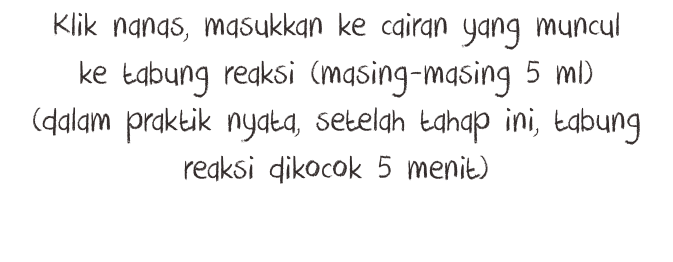 Klik nanas, masukkan ke cairan yang muncul
ke tabung reaksi (masing-masing 5 ml)
(dalam praktik nyata, setelah tahap ini, tabung
reaksi dikocok 5 menit)